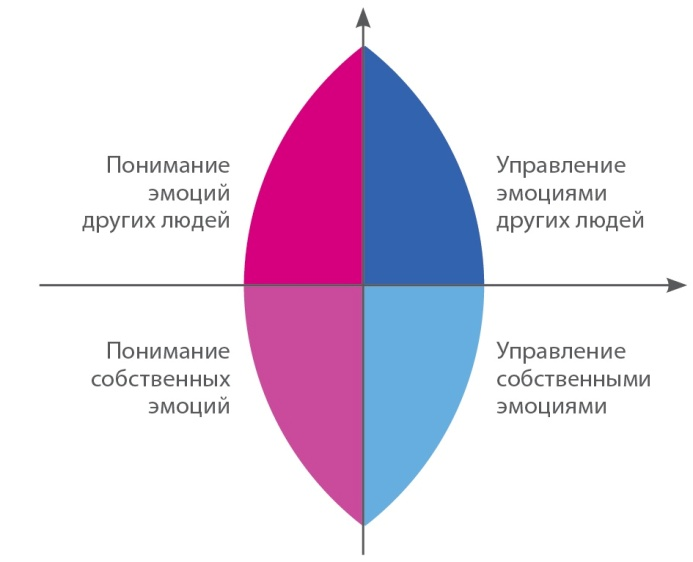 Понимание
эмоций
других людей
Управление
эмоциями
других людей
Понимание
собственных
эмоций
Управление
собственными
эмоциями